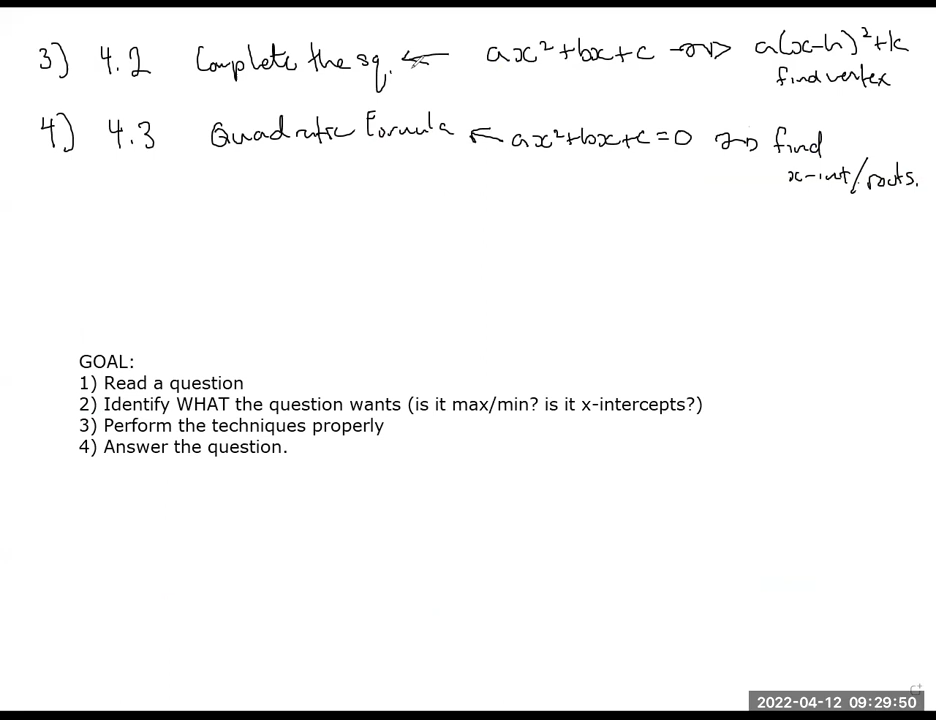 3) 4.2 Complete the sq. ← ax²+bx+c → a(x-h)²+k
find vertex
4) 4.3 Quadratic Formula ← ax²+bx+c=0 → find
x-int/roots.
GOAL:
1) Read a question
2) Identify WHAT the question wants (is it max/min? is it x-intercepts?)
3) Perform the techniques properly
4) Answer the question.
2022-04-12 09:29:50